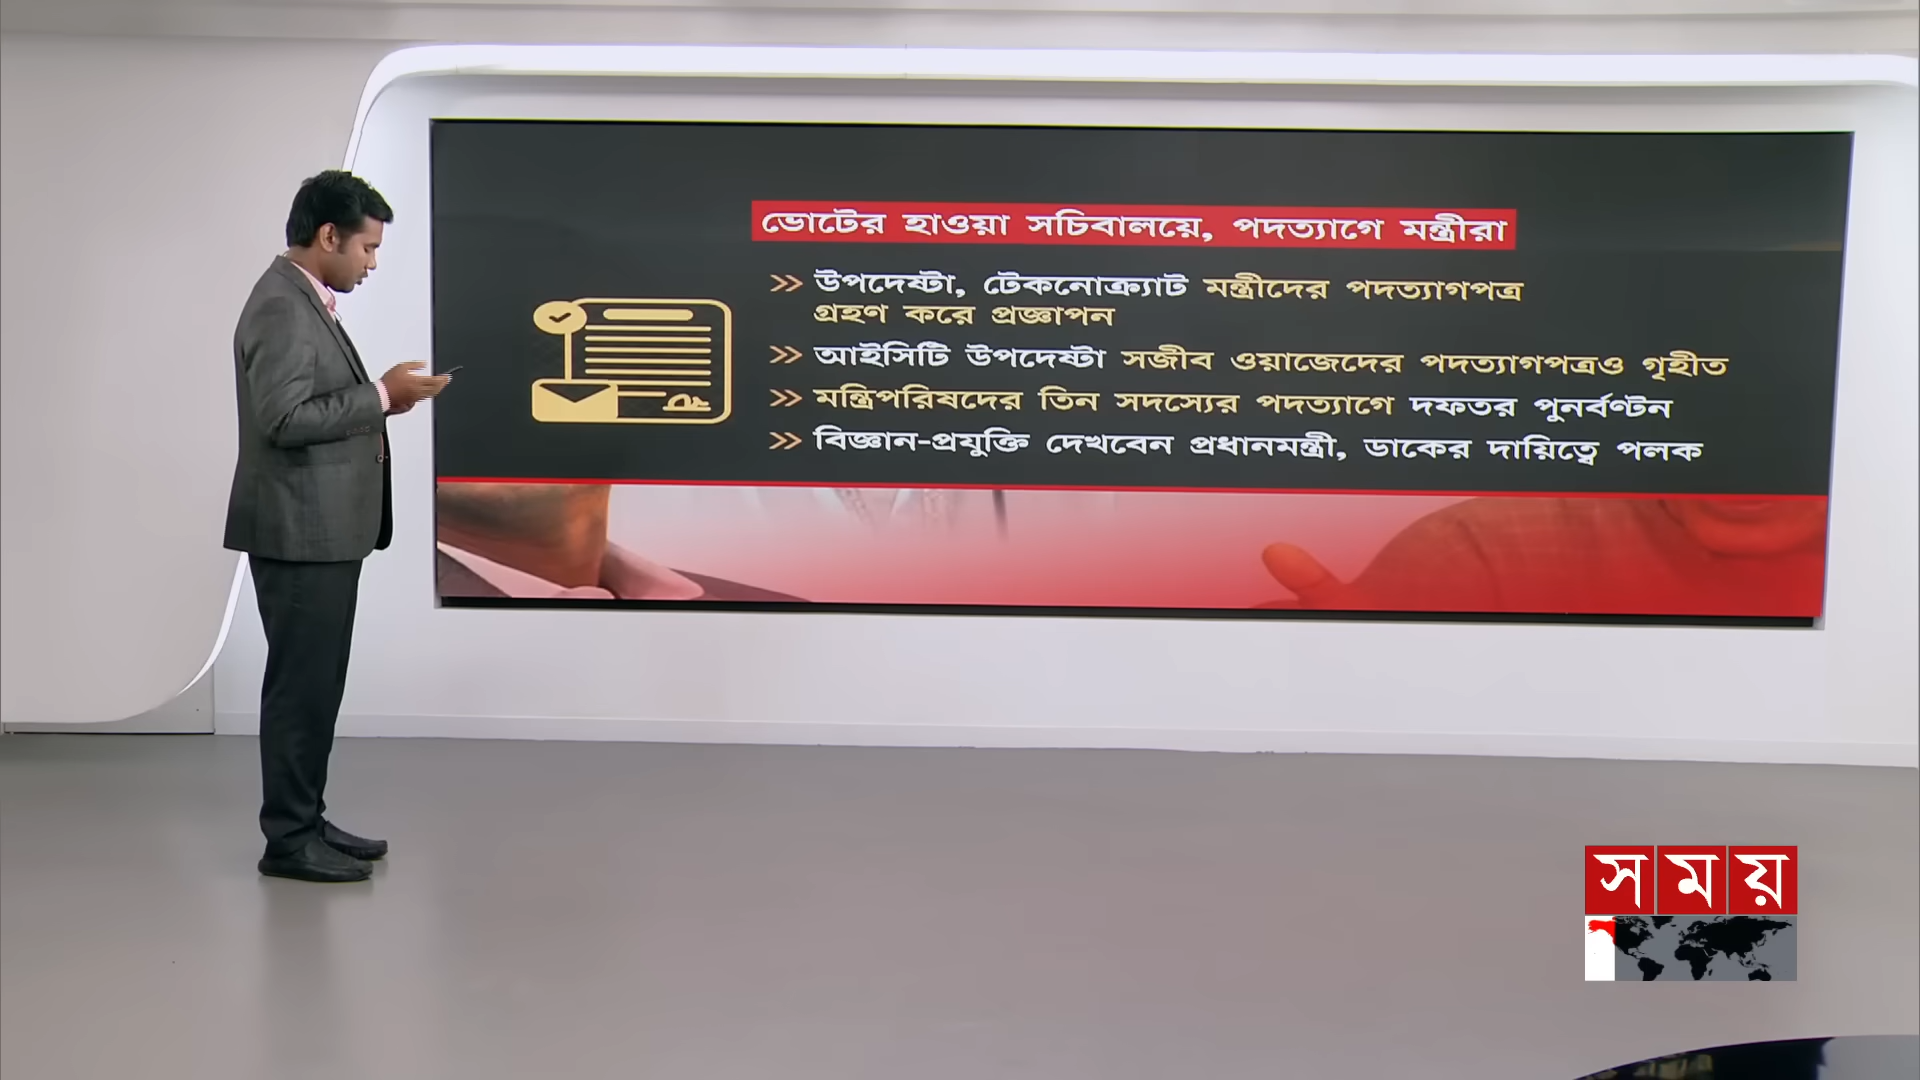 ভোটের হাওয়া সচিবালয়ে, পদত্যাগে মন্ত্রীরা
>> উপদেষ্টা, টেকনোক্র্যাট মন্ত্রীদের পদত্যাগপত্র
গ্রহণ করে প্রজ্ঞাপন
>> আইসিটি উপদেষ্টা সজীব ওয়াজেদের পদত্যাগপত্রও গৃহীত
>> মন্ত্রিপরিষদের তিন সদস্যের পদত্যাগে দফতর পুনর্বণ্টন
>> বিজ্ঞান-প্রযুক্তি দেখবেন প্রধানমন্ত্রী, ডাকের দায়িত্বে পলক
সময়